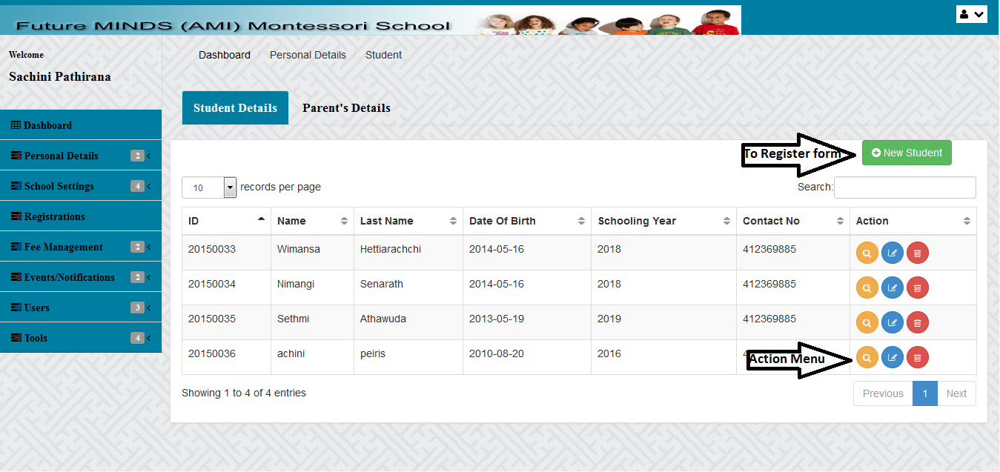 Future MINDS (AMI) Montessori School
Welcome
Sachini Pathirana
Dashboard / Personal Details / Student
Dashboard
Personal Details 2
School Settings 4
Registrations
Fee Management 2
Events/Notifications 2
Users 3
Tools 4
Student Details Parent's Details
To Register form New Student
10 records per page Search:
ID Name Last Name Date Of Birth Schooling Year Contact No Action
20150033 Wimansa Hettiarachchi 2014-05-16 2018 412369885
20150034 Nimangi Senarath 2014-05-16 2018 412369885
20150035 Sethmi Athawuda 2013-05-19 2019 412369885
20150036 achini peiris 2010-08-20 2016
Action Menu
Showing 1 to 4 of 4 entries Previous 1 Next